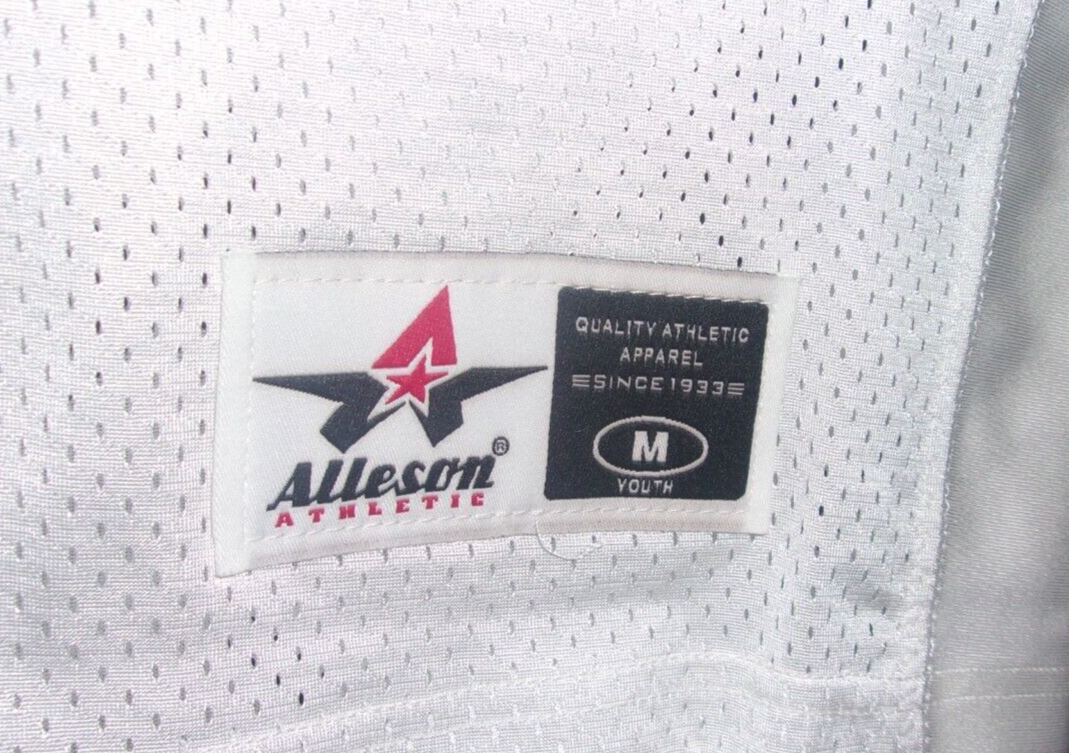 Alleson®
ATHLETIC
QUALITY ATHLETIC
APPAREL
SINCE 1933
M
YOUTH